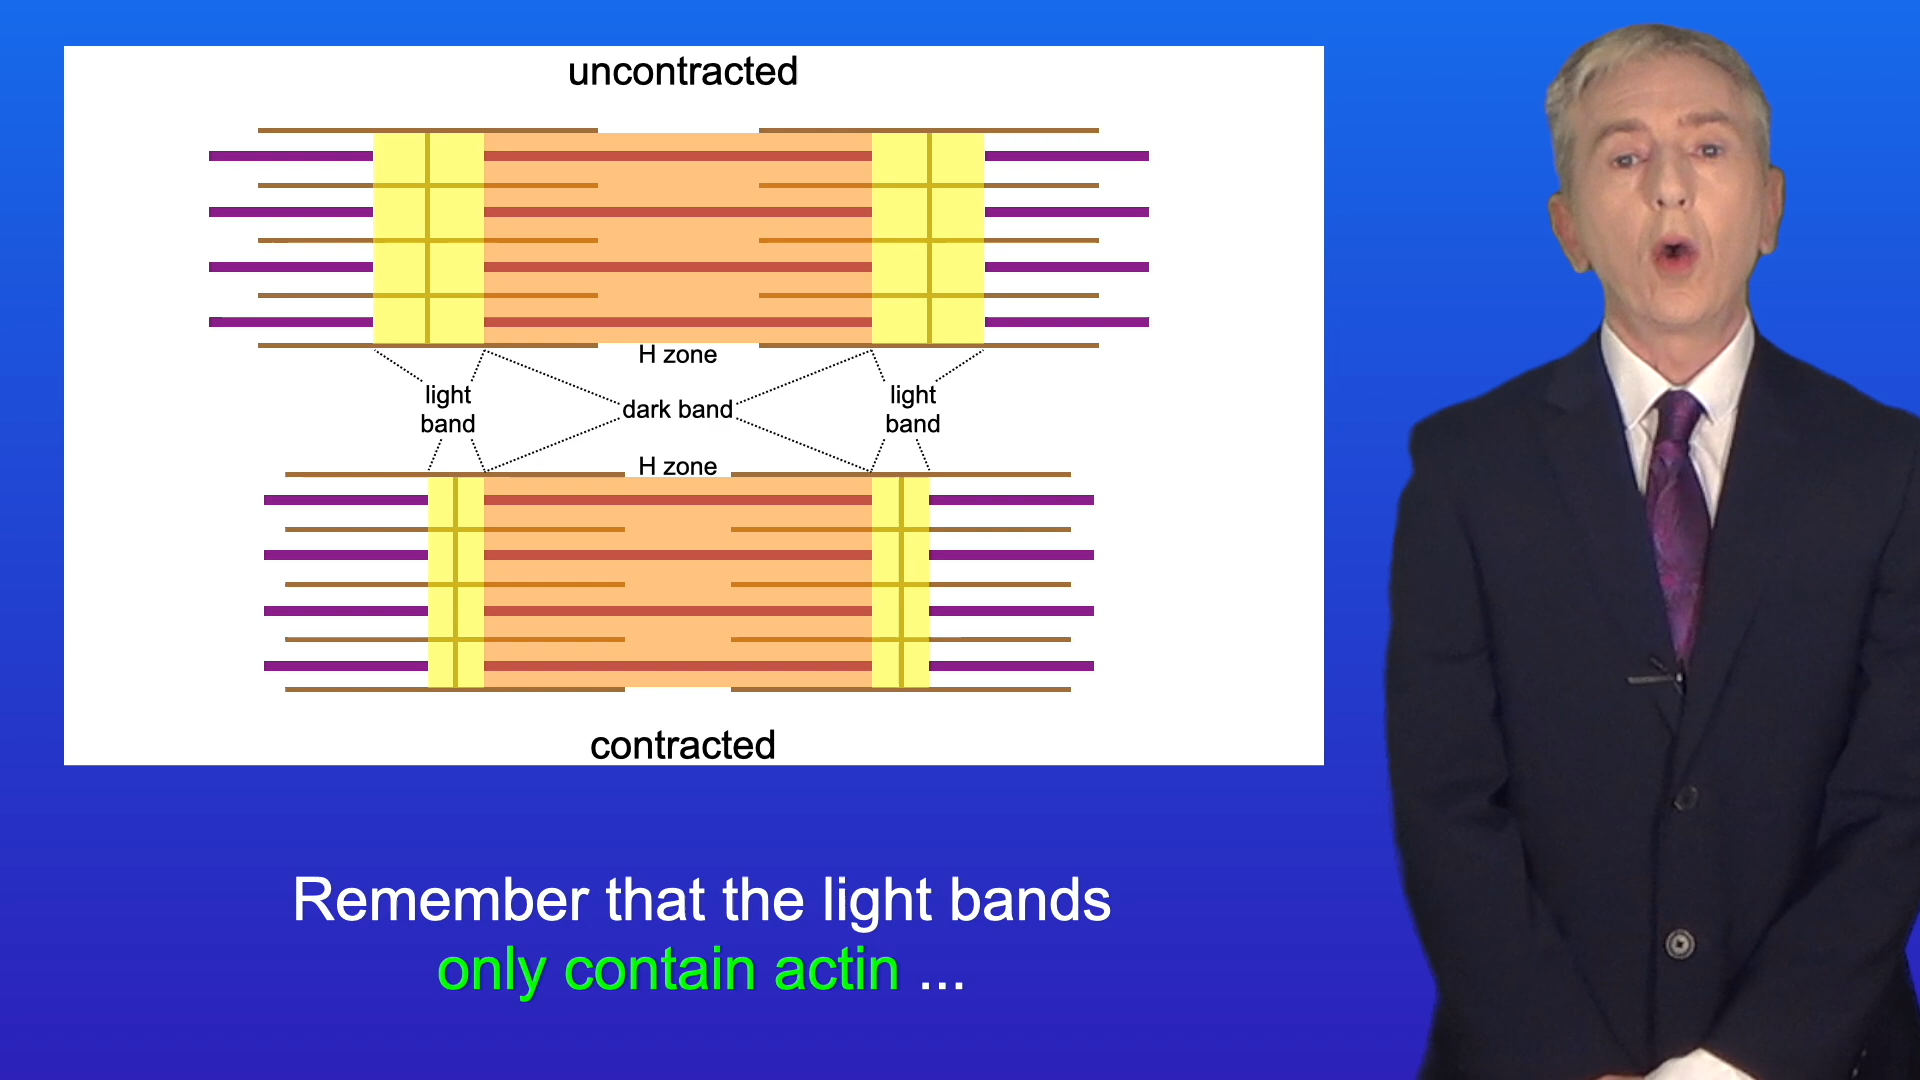 uncontracted
H zone
light
band
dark band
light
band
H zone
contracted
Remember that the light bands
only contain actin ...